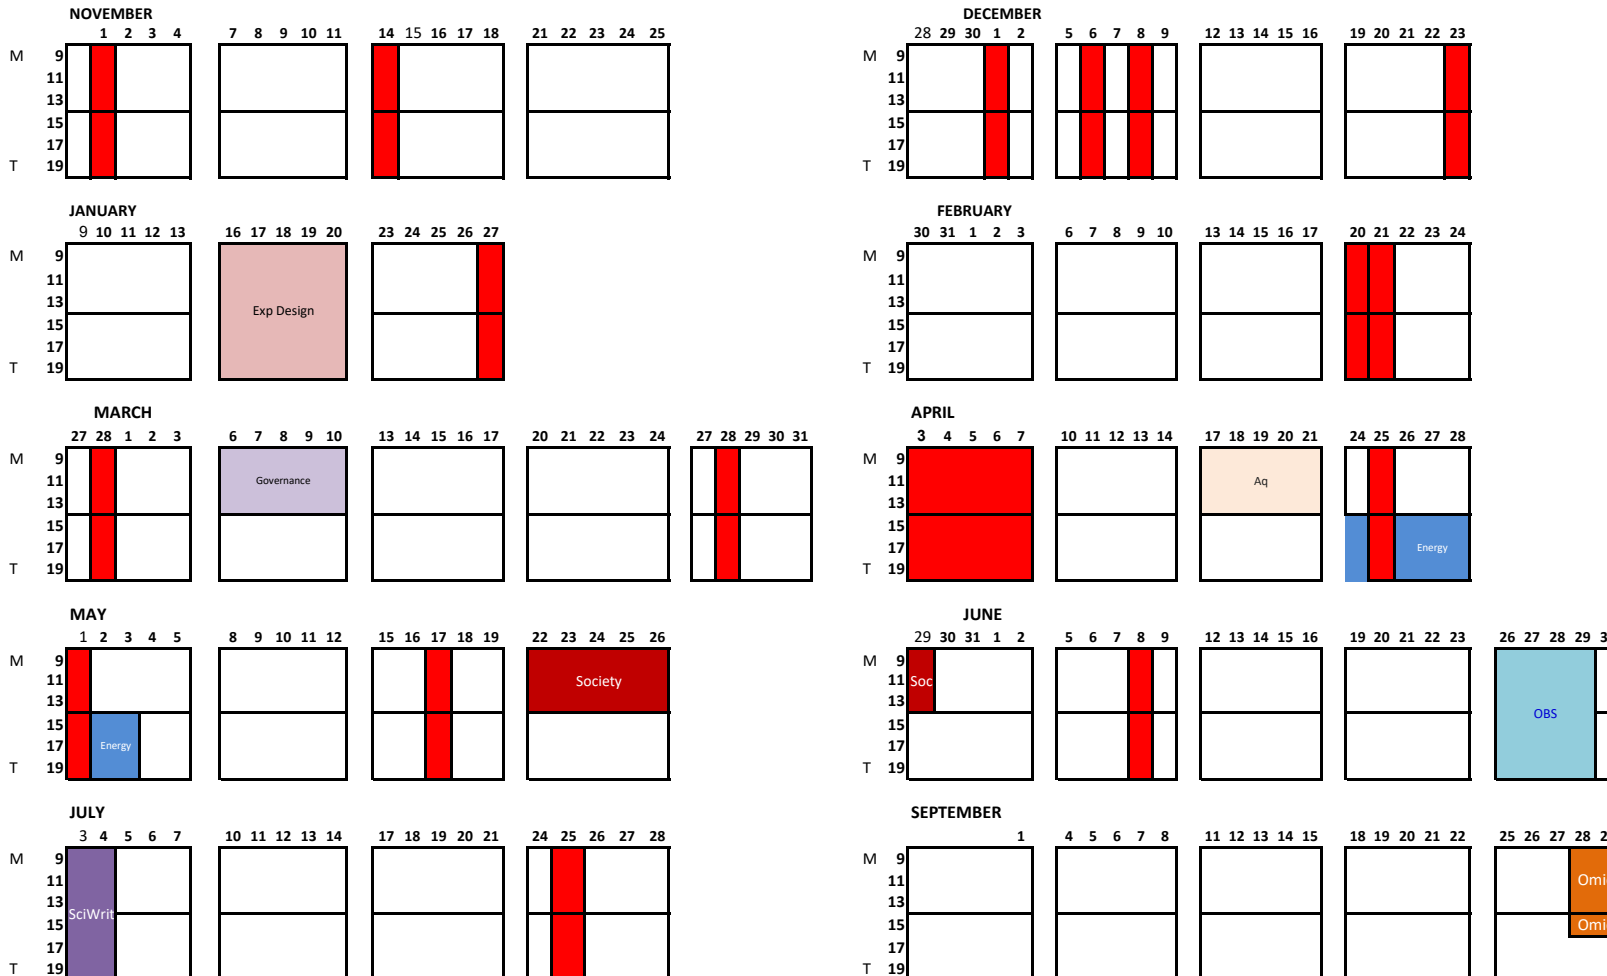 NOVEMBER DECEMBER
1 2 3 4 7 8 9 10 11 14 15 16 17 18 21 22 23 24 25 28 29 30 1 2 5 6 7 8 9 12 13 14 15 16 19 20 21 22 23
M 9 M 9
11 11
13 13
15 15
17 17
T 19 T 19
JANUARY FEBRUARY
9 10 11 12 13 16 17 18 19 20 23 24 25 26 27 30 31 1 2 3 6 7 8 9 10 13 14 15 16 17 20 21 22 23 24
M 9 M 9
11 11
13 Exp Design 13
15 15
17 17
T 19 T 19
MARCH APRIL
27 28 1 2 3 6 7 8 9 10 13 14 15 16 17 20 21 22 23 24 27 28 29 30 31 3 4 5 6 7 10 11 12 13 14 17 18 19 20 21 24 25 26 27 28
M 9 M 9
11 Governance 11 Aq
13 13
15 15
17 17 Energy
T 19 T 19
MAY JUNE
1 2 3 4 5 8 9 10 11 12 15 16 17 18 19 22 23 24 25 26 29 30 31 1 2 5 6 7 8 9 12 13 14 15 16 19 20 21 22 23 26 27 28 29
M 9 M 9
11 Society 11 Soc
13 13
15 15 OBS
17 Energy 17
T 19 T 19
JULY SEPTEMBER
3 4 5 6 7 10 11 12 13 14 17 18 19 20 21 24 25 26 27 28 1 4 5 6 7 8 11 12 13 14 15 18 19 20 21 22 25 26 27 28
M 9 M 9
11 11 Omi
13 13
15 SciWrit 15 Omi
17 17
T 19 T 19